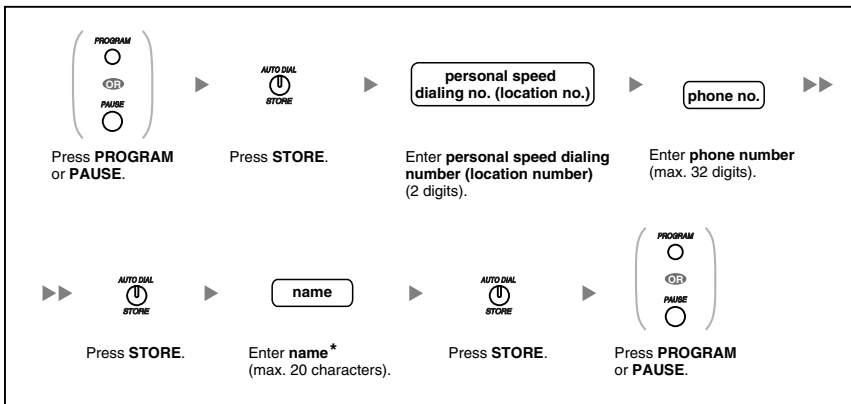 PROGRAM
OR
PAUSE
Press PROGRAM
or PAUSE.
AUTO DIAL
STORE
Press STORE.
personal speed
dialing no. (location no.)
Enter personal speed dialing
number (location number)
(2 digits).
phone no.
Enter phone number
(max. 32 digits).
AUTO DIAL
STORE
Press STORE.
name
Enter name*
(max. 20 characters).
AUTO DIAL
STORE
Press STORE.
PROGRAM
OR
PAUSE
Press PROGRAM
or PAUSE.